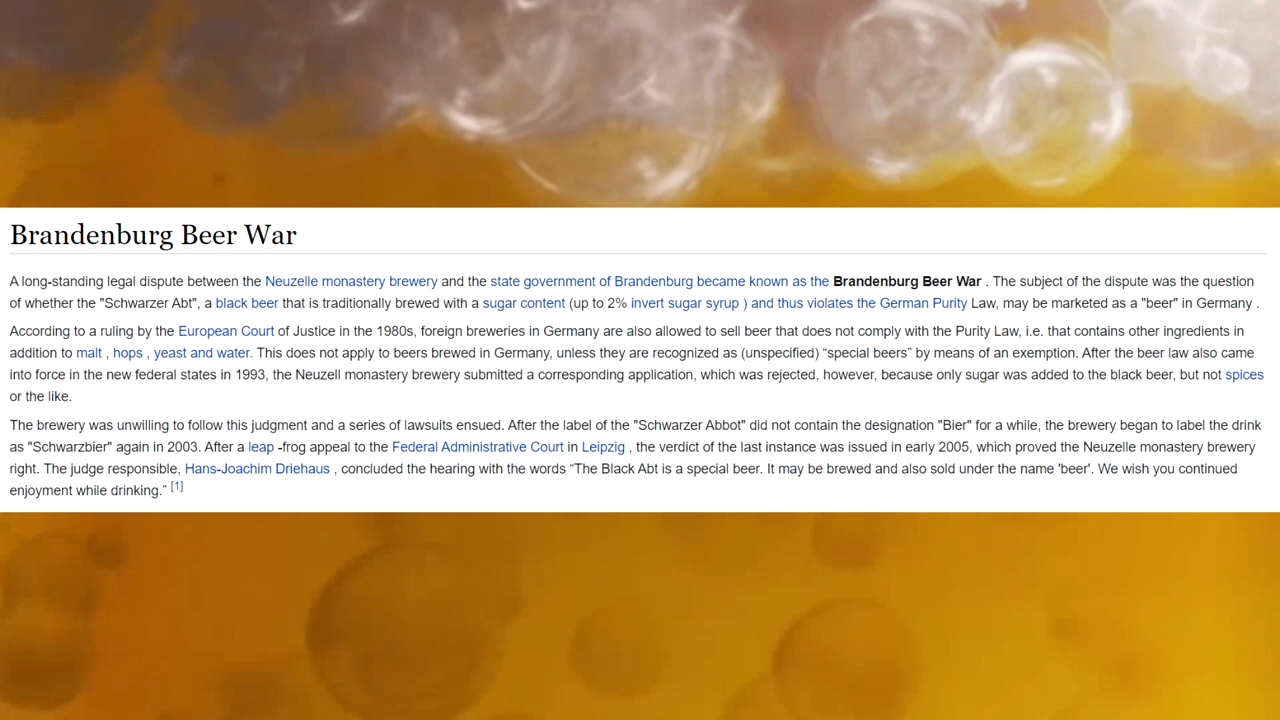 Brandenburg Beer War
A long-standing legal dispute between the Neuzelle monastery brewery and the state government of Brandenburg became known as the Brandenburg Beer War . The subject of the dispute was the question
of whether the "Schwarzer Abt", a black beer that is traditionally brewed with a sugar content (up to 2% invert sugar syrup ) and thus violates the German Purity Law, may be marketed as a "beer" in Germany .
According to a ruling by the European Court of Justice in the 1980s, foreign breweries in Germany are also allowed to sell beer that does not comply with the Purity Law, i.e. that contains other ingredients in
addition to malt , hops , yeast and water. This does not apply to beers brewed in Germany, unless they are recognized as (unspecified) “special beers” by means of an exemption. After the beer law also came
into force in the new federal states in 1993, the Neuzell monastery brewery submitted a corresponding application, which was rejected, however, because only sugar was added to the black beer, but not spices
or the like.
The brewery was unwilling to follow this judgment and a series of lawsuits ensued. After the label of the "Schwarzer Abbot" did not contain the designation "Bier" for a while, the brewery began to label the drink
as "Schwarzbier" again in 2003. After a leap -frog appeal to the Federal Administrative Court in Leipzig , the verdict of the last instance was issued in early 2005, which proved the Neuzelle monastery brewery
right. The judge responsible, Hans-Joachim Driehaus , concluded the hearing with the words “The Black Abt is a special beer. It may be brewed and also sold under the name 'beer'. We wish you continued
enjoyment while drinking.” [1]